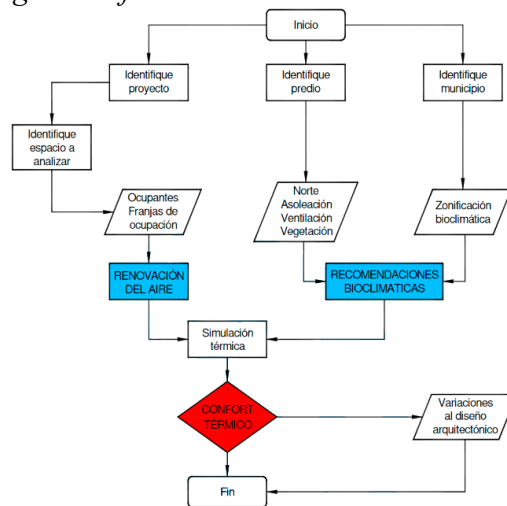 Inicio
Identifique
proyecto
Identifique
predio
Identifique
municipio
Identifique
espacio a
analizar
Ocupantes
Franjas de
ocupación
Norte
Asoleación
Ventilación
Vegetación
Zonificación
bioclimática
RENOVACIÓN
DEL AIRE
RECOMENDACIONES
BIOCLIMATICAS
Simulación
térmica
CONFORT
TÉRMICO
Variaciones
al diseño
arquitectónico
Fin